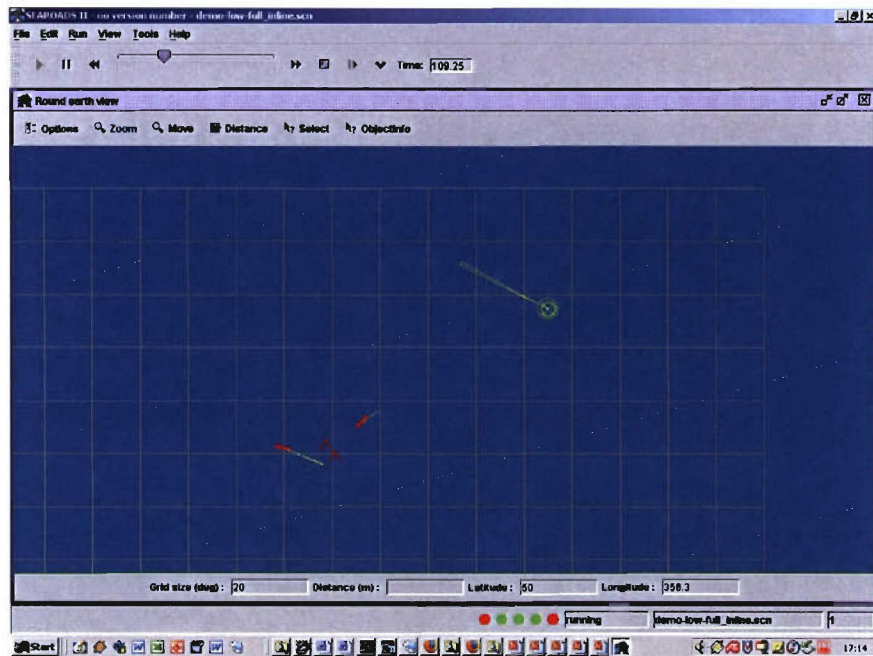 SEAROADS II - no version number - demo-low-full_inline.scn
File Edit Run View Tools Help
Time: 109.25
Round earth view
Options Zoom Move Distance Select ObjectInfo
Grid size (deg) : 20 Distance (m) : Latitude : 50 Longitude : 358.3
running demo-low-full_inline.scn 1
Start 17:14